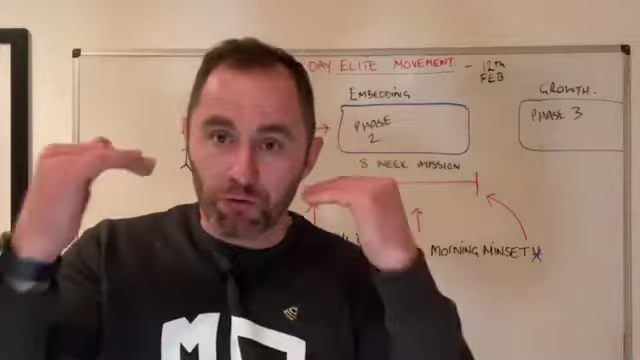 DAY ELITE MOVEMENT - 12TH
FEB
EMBEDDING
GROWTH.
PHASE
2
PHASE 3
8 WEEK MISSION
MORNING MINSET